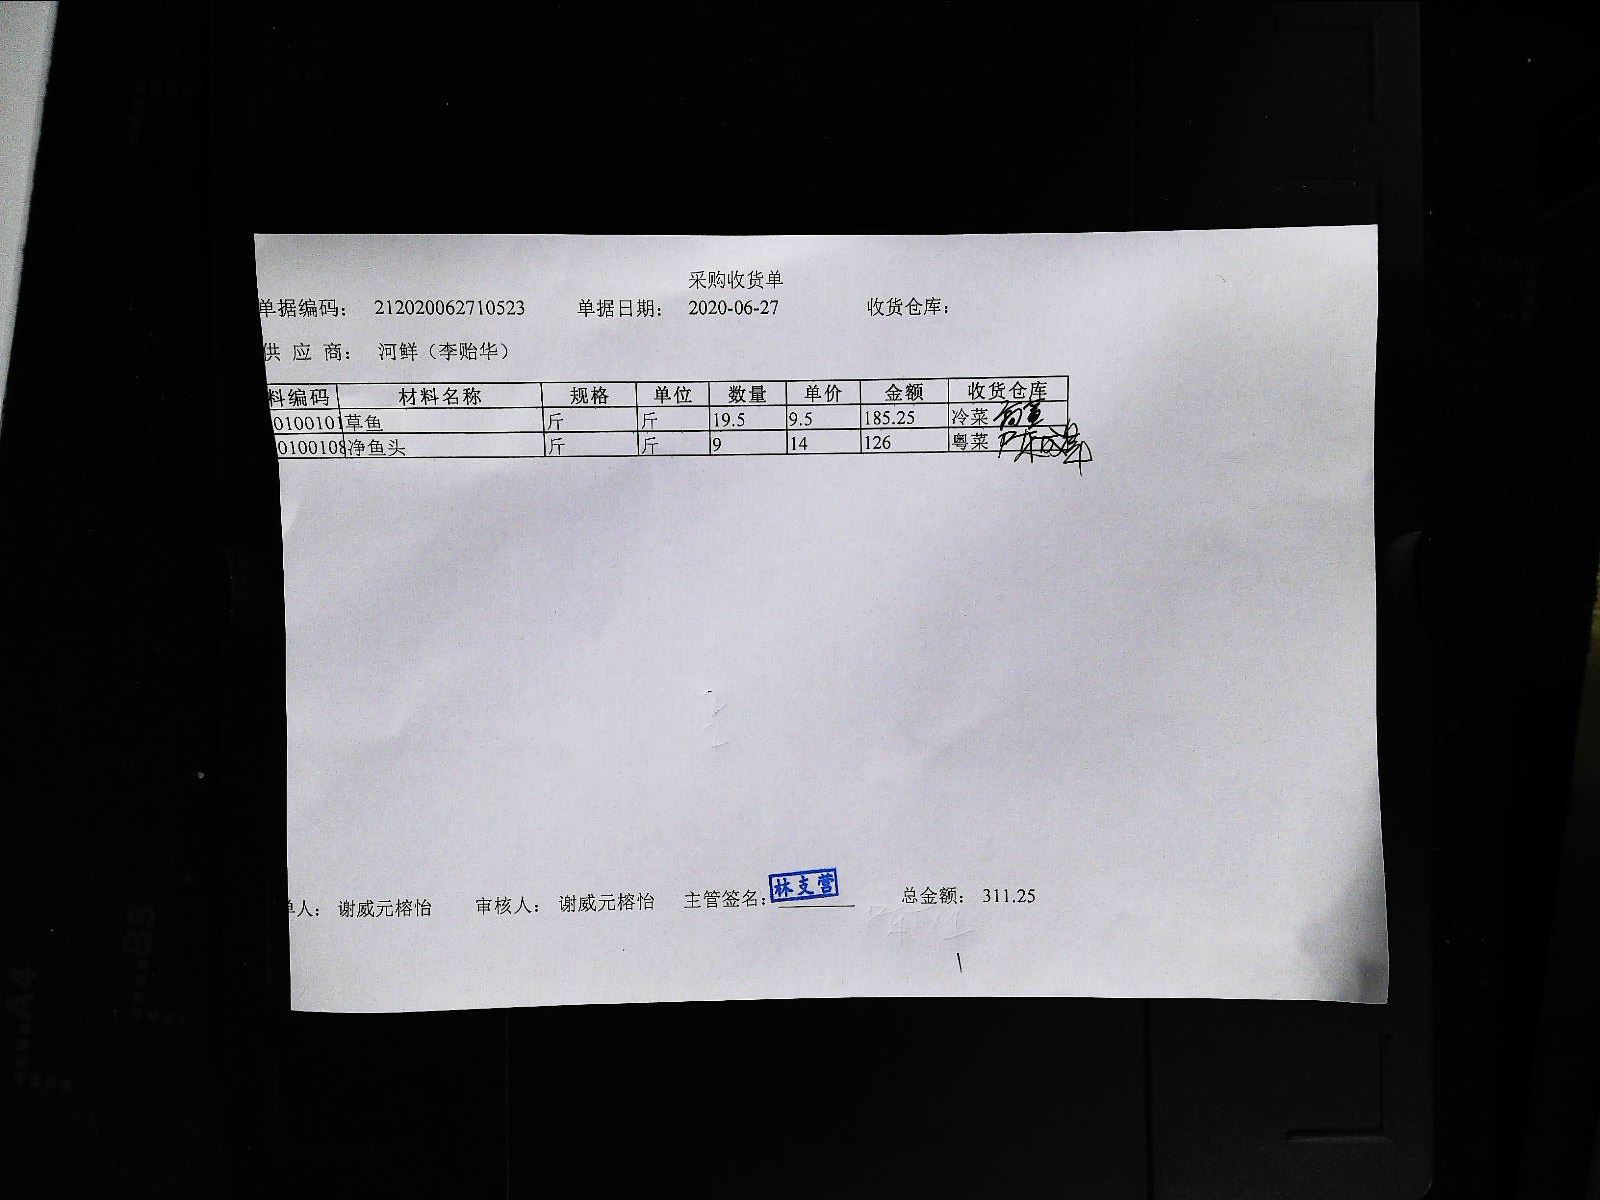 采购收货单
单据编码: 212020062710523 单据日期: 2020-06-27 收货仓库:
供 应 商: 河鲜（李贻华）
料编码 材料名称 规格 单位 数量 单价 金额 收货仓库
0100101 草鱼 斤 斤 19.5 9.5 185.25 冷菜
0100108 净鱼头 斤 斤 9 14 126 粤菜
单人: 谢威元榕怡 审核人: 谢威元榕怡 主管签名: 林支营 总金额: 311.25
B5
A4